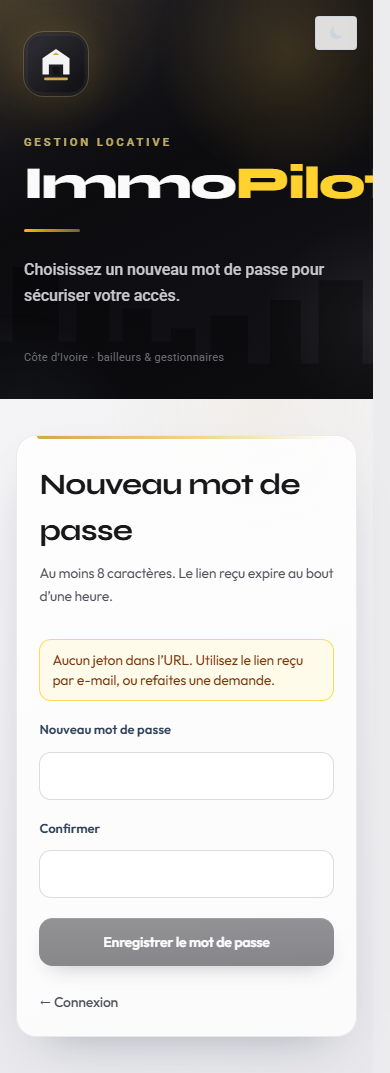 GESTION LOCATIVE
ImmoPilot
Choisissez un nouveau mot de passe pour
sécuriser votre accès.
Côte d'Ivoire · bailleurs & gestionnaires
Nouveau mot de
passe
Au moins 8 caractères. Le lien reçu expire au bout
d'une heure.
Aucun jeton dans l'URL. Utilisez le lien reçu
par e-mail, ou refaites une demande.
Nouveau mot de passe
Confirmer
Enregistrer le mot de passe
← Connexion